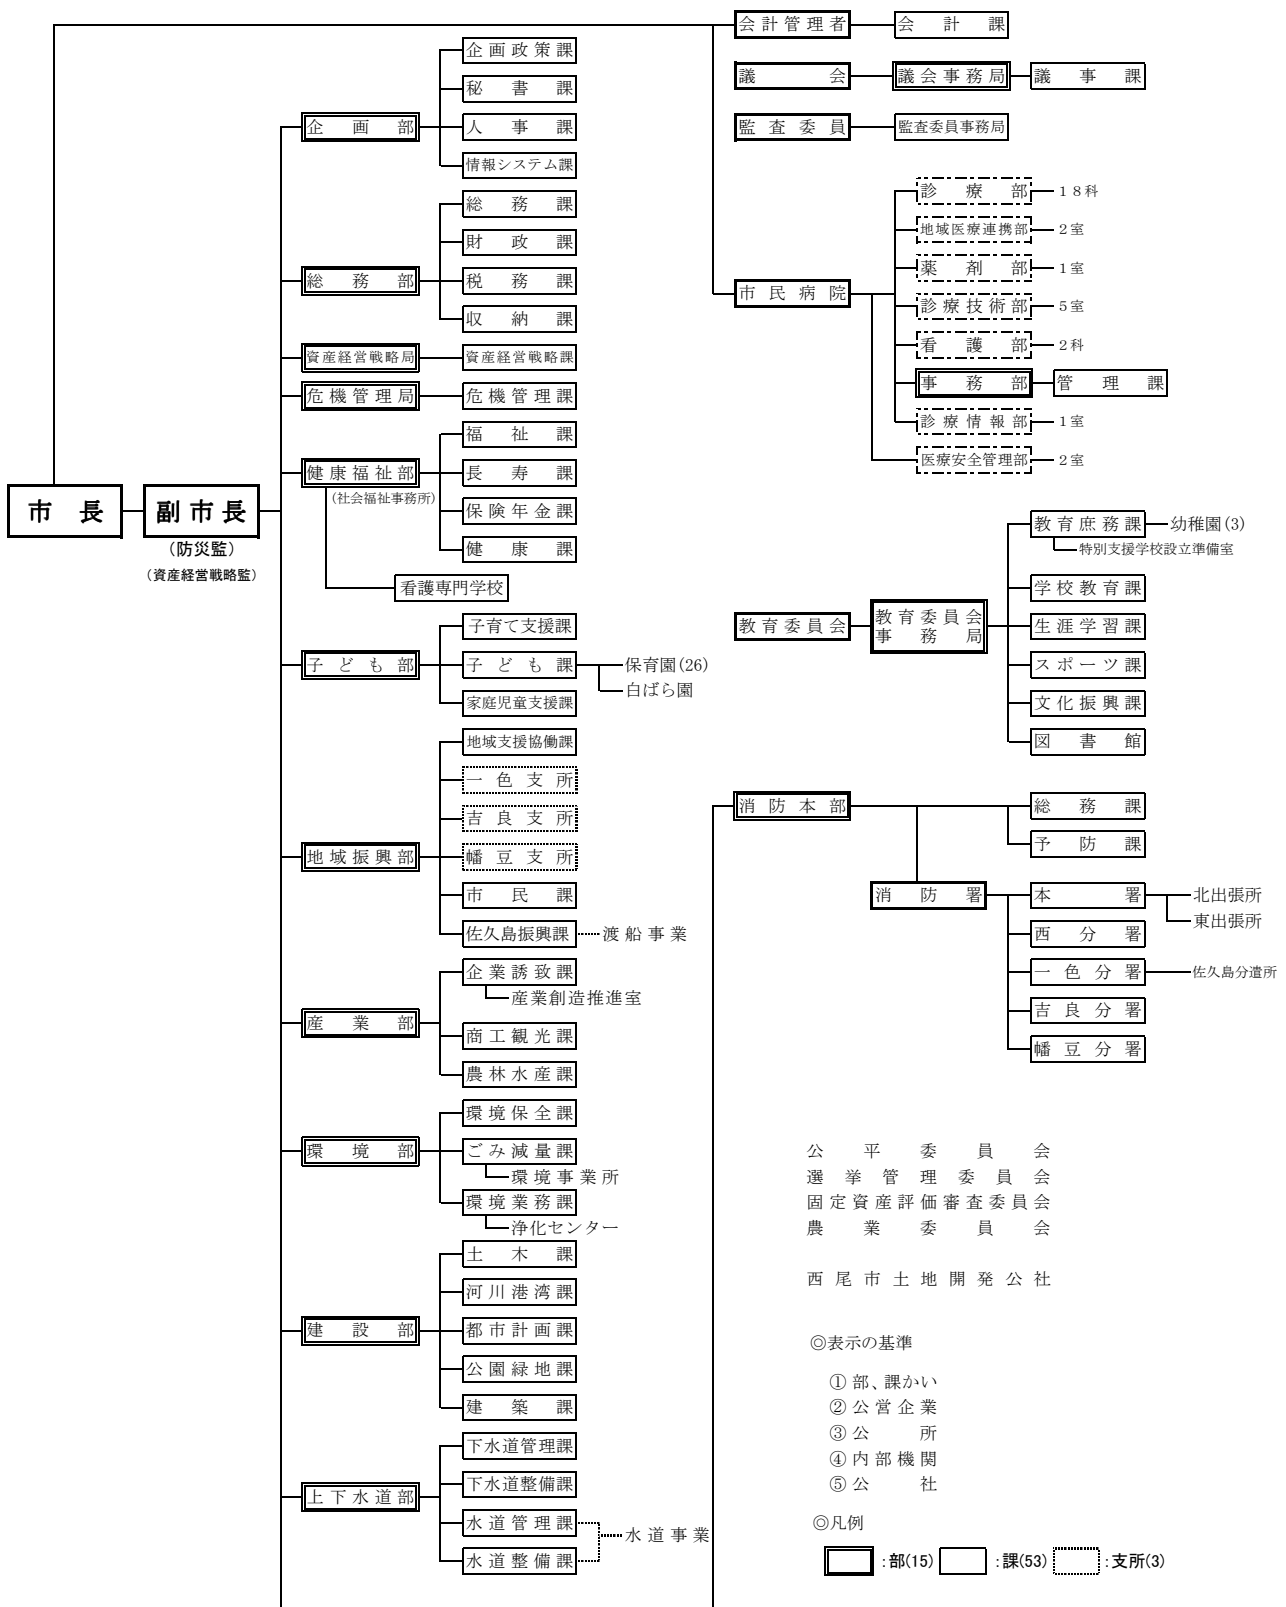 市長
副市長
(防災監)
(資産経営戦略監)
企画部
企画政策課
秘書課
人事課
情報システム課
総務部
総務課
財政課
税務課
収納課
資産経営戦略局
資産経営戦略課
危機管理局
危機管理課
健康福祉部
(社会福祉事務所)
福祉課
長寿課
保険年金課
健康課
看護専門学校
子ども部
子育て支援課
子ども課
保育園(26)
白ばら園
家庭児童支援課
地域振興部
地域支援協働課
一色支所
吉良支所
幡豆支所
市民課
佐久島振興課
渡船事業
産業部
企業誘致課
産業創造推進室
商工観光課
農林水産課
環境部
環境保全課
ごみ減量課
環境事業所
環境業務課
浄化センター
建設部
土木課
河川港湾課
都市計画課
公園緑地課
建築課
上下水道部
下水道管理課
下水道整備課
水道管理課
水道整備課
水道事業
会計管理者
会計課
議会
議会事務局
議事課
監査委員
監査委員事務局
市民病院
診療部
18科
地域医療連携部
2室
薬剤部
1室
診療技術部
5室
看護部
2科
事務部
管理課
診療情報部
1室
医療安全管理部
2室
教育委員会
教育委員会
事務局
教育庶務課
幼稚園(3)
特別支援学校設立準備室
学校教育課
生涯学習課
スポーツ課
文化振興課
図書館
消防本部
総務課
予防課
消防署
本署
北出張所
東出張所
西分署
一色分署
佐久島分遣所
吉良分署
幡豆分署
公平委員会
選挙管理委員会
固定資産評価審査委員会
農業委員会
西尾市土地開発公社
◎表示の基準
①部、課かい
②公営企業
③公所
④内部機関
⑤公社
◎凡例
:部(15)
:課(53)
:支所(3)